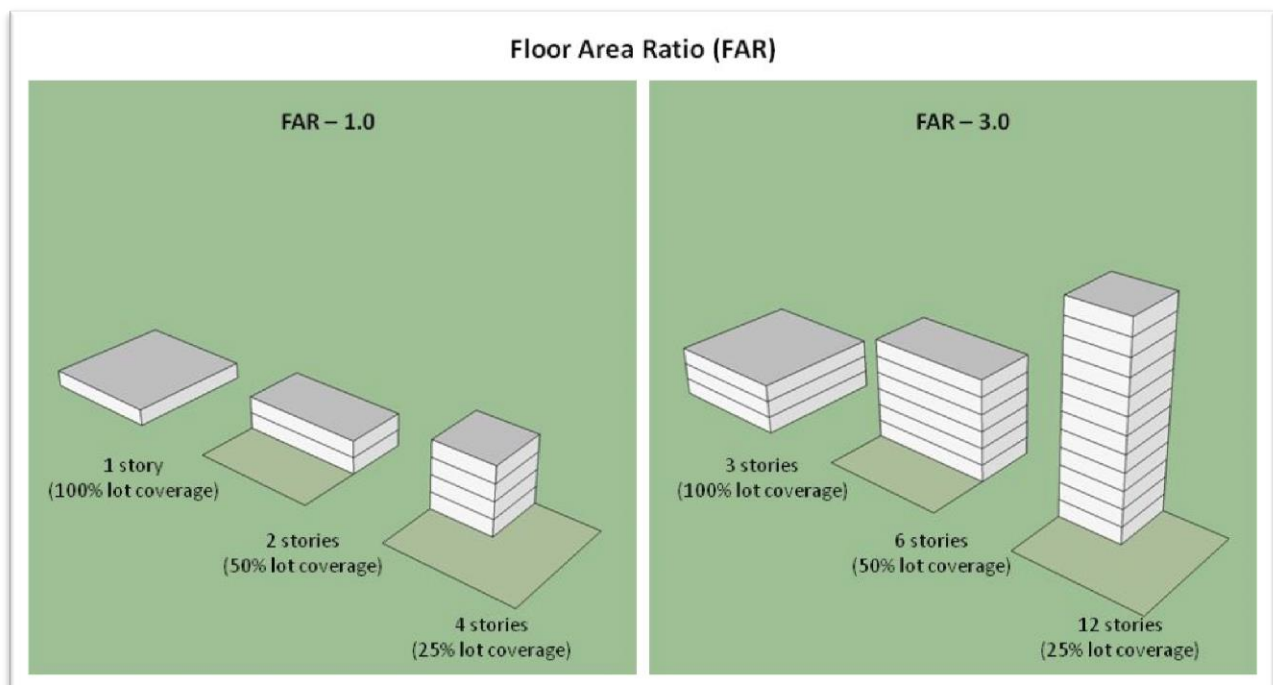 Floor Area Ratio (FAR)
FAR – 1.0
1 story
(100% lot coverage)
2 stories
(50% lot coverage)
4 stories
(25% lot coverage)
FAR – 3.0
3 stories
(100% lot coverage)
6 stories
(50% lot coverage)
12 stories
(25% lot coverage)